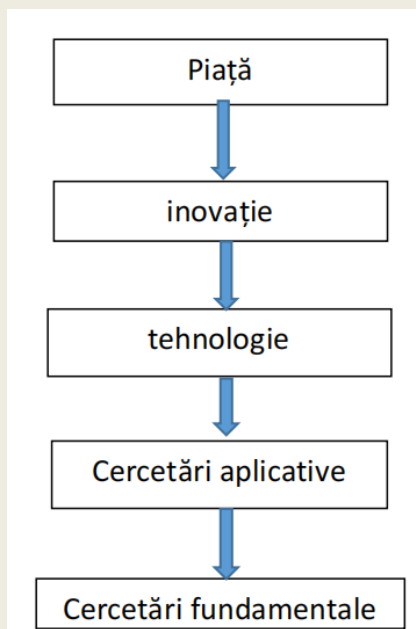 Piață
inovație
tehnologie
Cercetări aplicative
Cercetări fundamentale